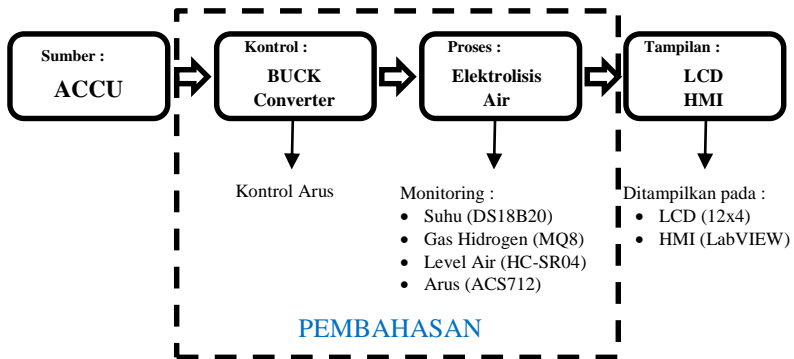 Sumber :
ACCU
Kontrol :
BUCK
Converter
Proses :
Elektrolisis
Air
Tampilan :
LCD
HMI
Kontrol Arus
Monitoring :
• Suhu (DS18B20)
• Gas Hidrogen (MQ8)
• Level Air (HC-SR04)
• Arus (ACS712)
Ditampilkan pada :
• LCD (12x4)
• HMI (LabVIEW)
PEMBAHASAN